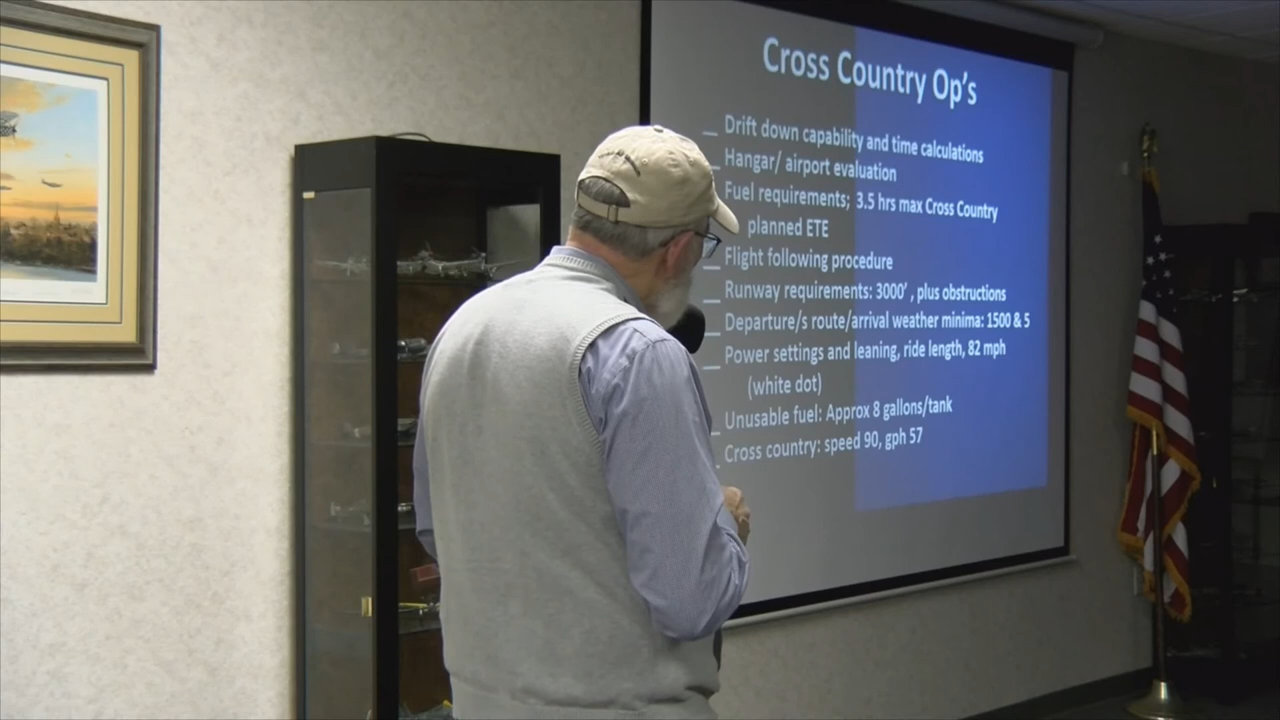 Cross Country Op's
_ Drift down capability and time calculations
_ Hangar/ airport evaluation
_ Fuel requirements; 3.5 hrs max Cross Country
planned ETE
_ Flight following procedure
_ Runway requirements: 3000' , plus obstructions
_ Departure/s route/arrival weather minima: 1500 & 5
_ Power settings and leaning, ride length, 82 mph
(white dot)
_ Unusable fuel: Approx 8 gallons/tank
_ Cross country: speed 90, gph 57